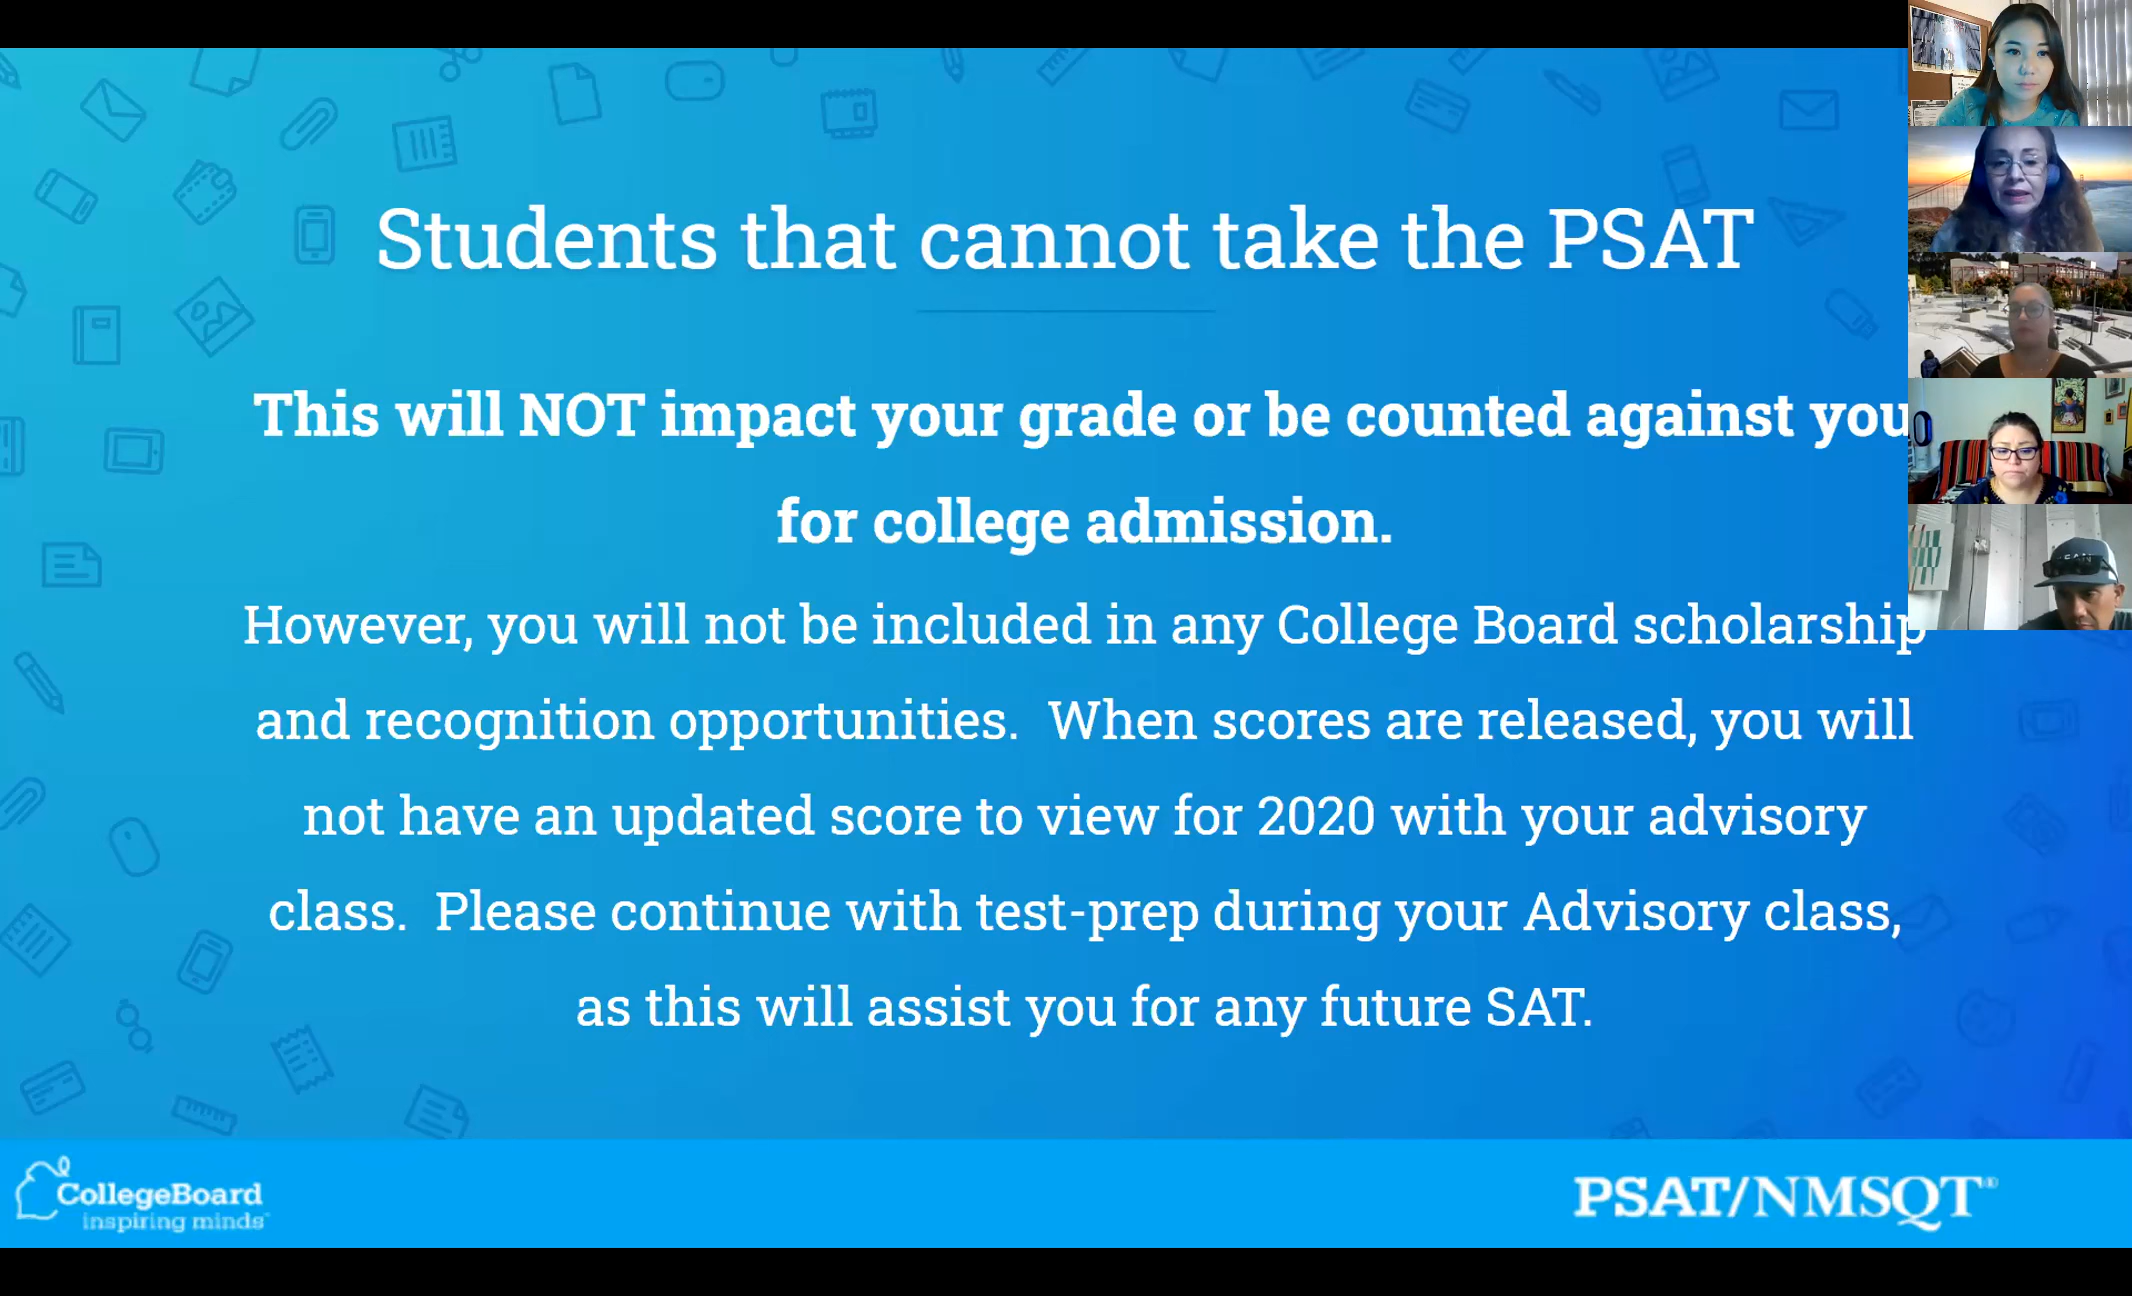 Students that cannot take the PSAT
This will NOT impact your grade or be counted against you
for college admission.
However, you will not be included in any College Board scholarship
and recognition opportunities.  When scores are released, you will
not have an updated score to view for 2020 with your advisory
class.  Please continue with test-prep during your Advisory class,
as this will assist you for any future SAT.
CollegeBoard
inspiring minds™
PSAT/NMSQT®